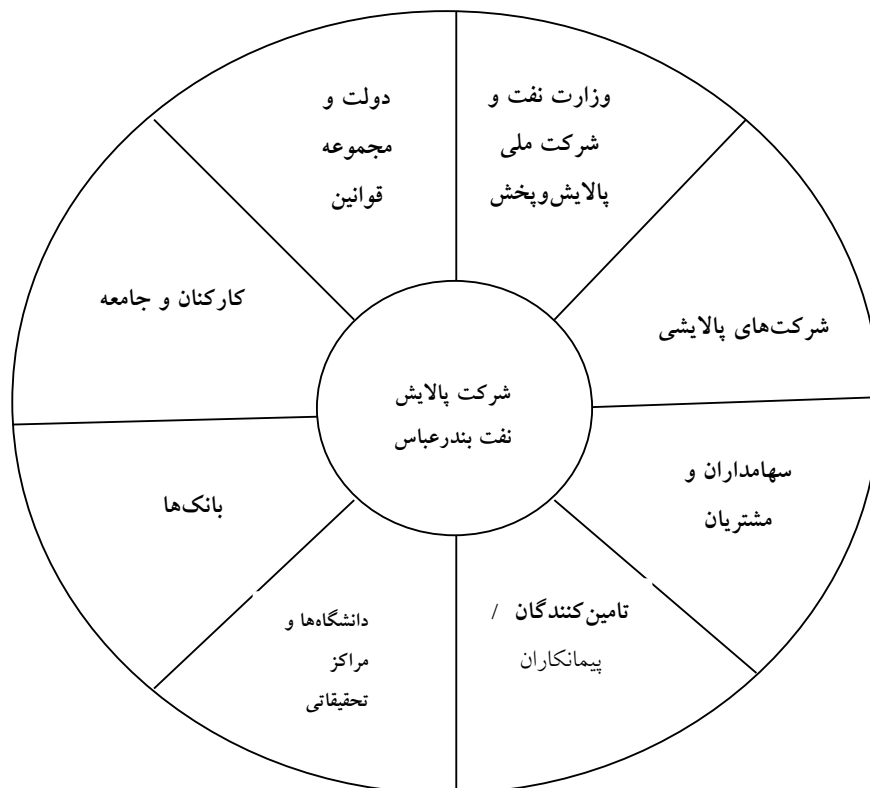 وزارت نفت و
شرکت ملی
پالایش‌وپخش
دولت و
مجموعه
قوانین
شرکت‌های پالایشی
کارکنان و جامعه
شرکت پالایش
نفت بندرعباس
سهامداران و
مشتریان
بانک‌ها
تامین‌کنندگان /
پیمانکاران
دانشگاه‌ها و
مراکز
تحقیقاتی